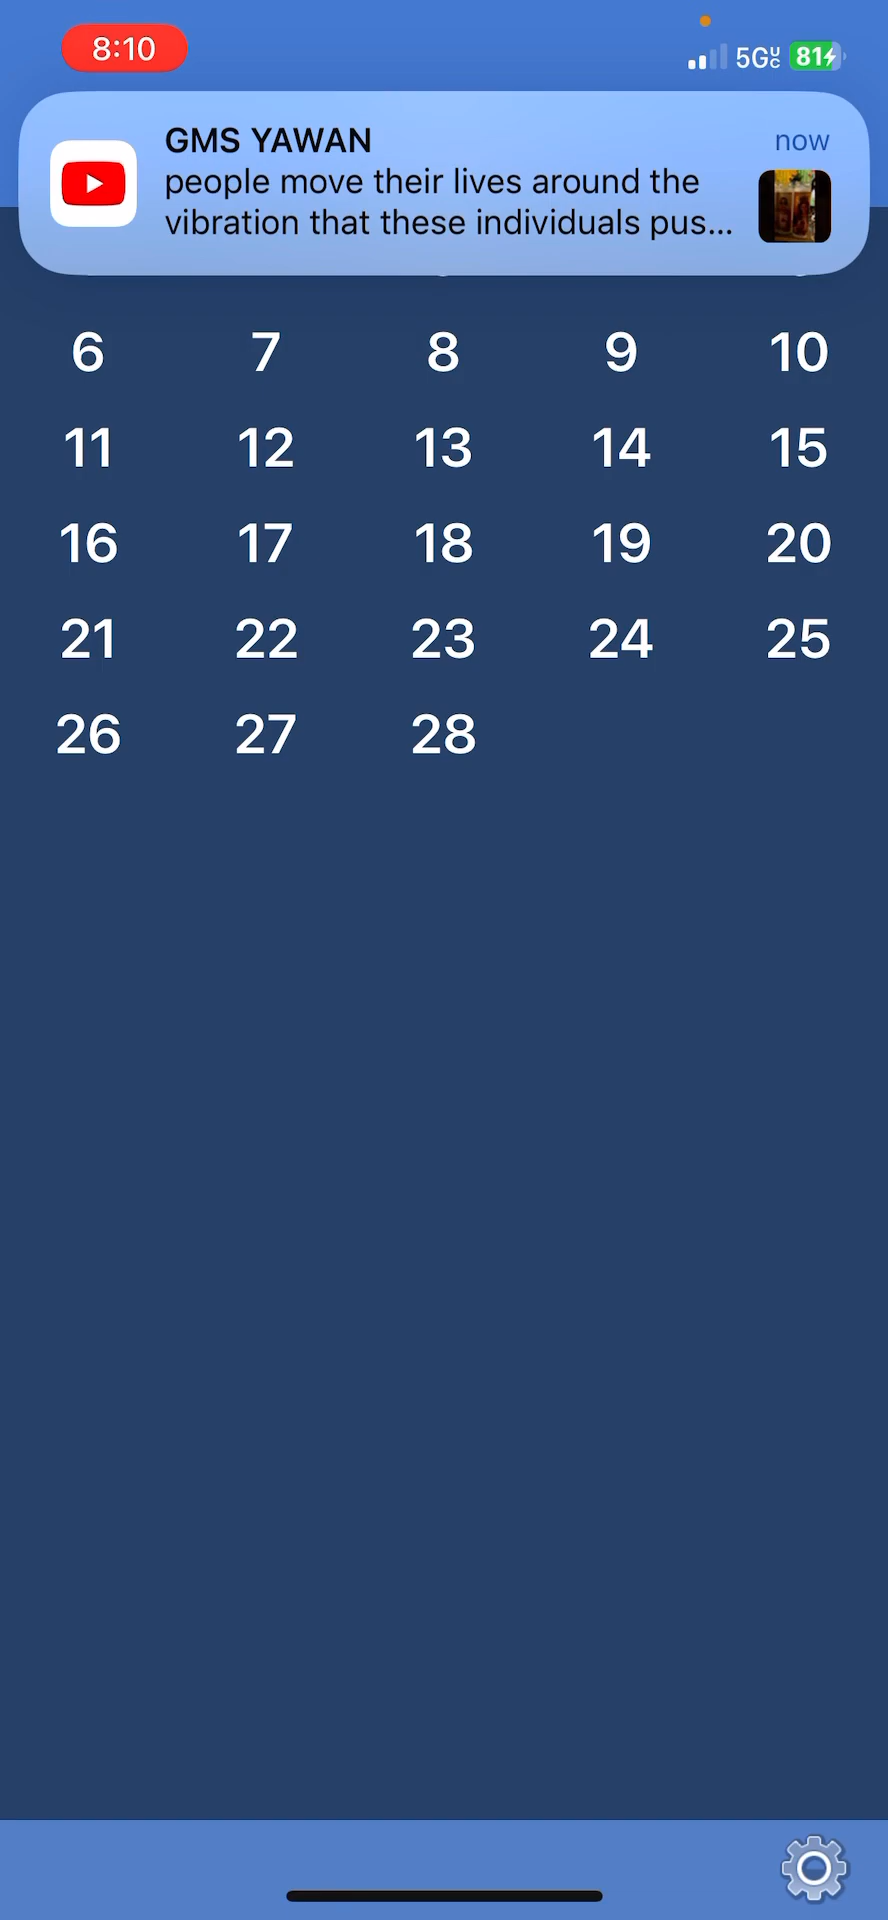 8:10
5GUC 81
GMS YAWAN
now
people move their lives around the
vibration that these individuals pus...
6 7 8 9 10
11 12 13 14 15
16 17 18 19 20
21 22 23 24 25
26 27 28